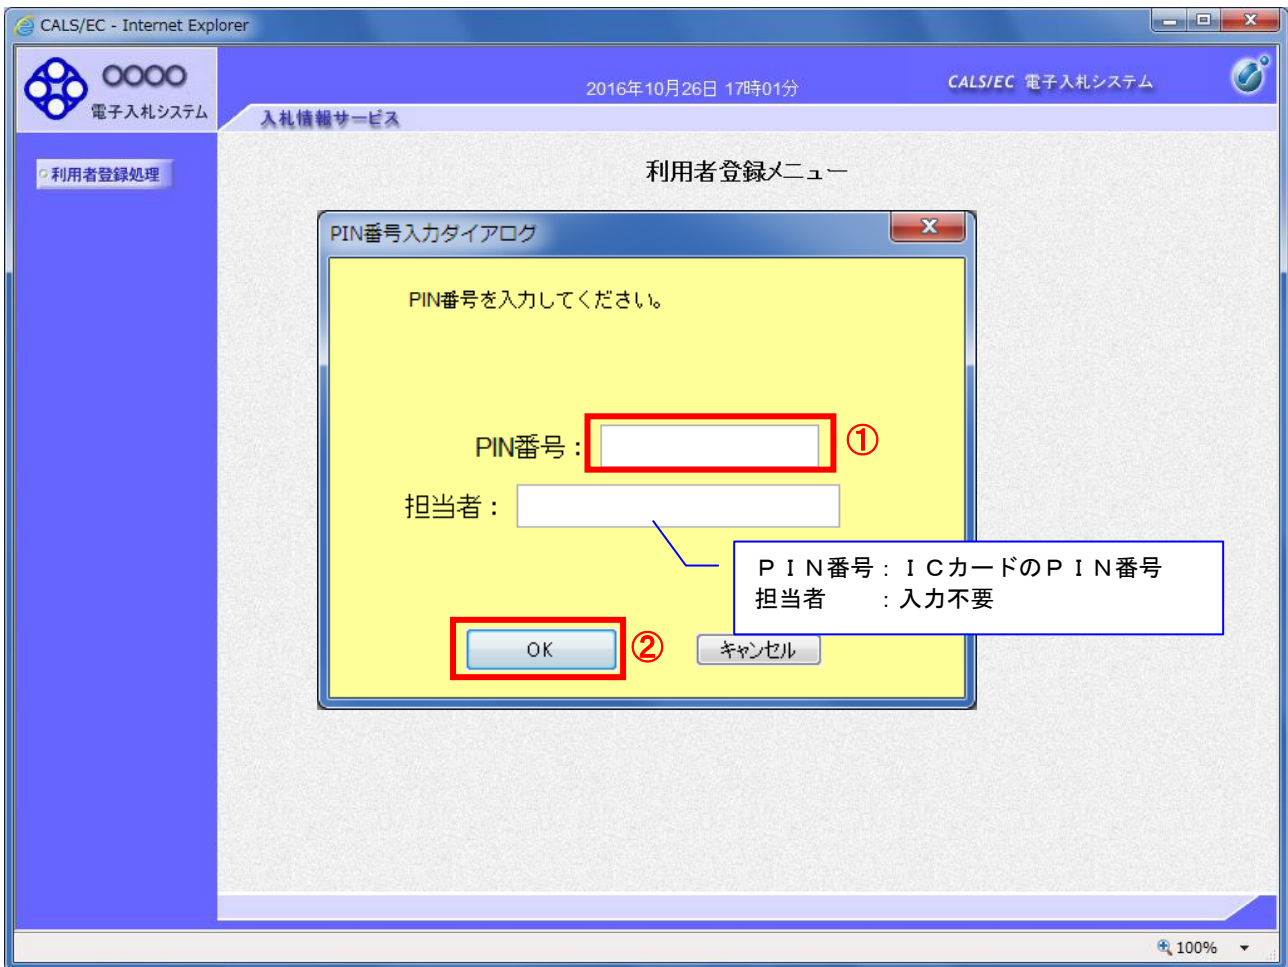 CALS/EC - Internet Explorer
OOOO
電子入札システム
2016年10月26日 17時01分
CALS/EC 電子入札システム
入札情報サービス
利用者登録処理
利用者登録メニュー
PIN番号入力ダイアログ
PIN番号を入力してください。
PIN番号：
①
担当者：
ＰＩＮ番号：ＩＣカードのＰＩＮ番号
担当者　　：入力不要
OK
②
キャンセル
100%